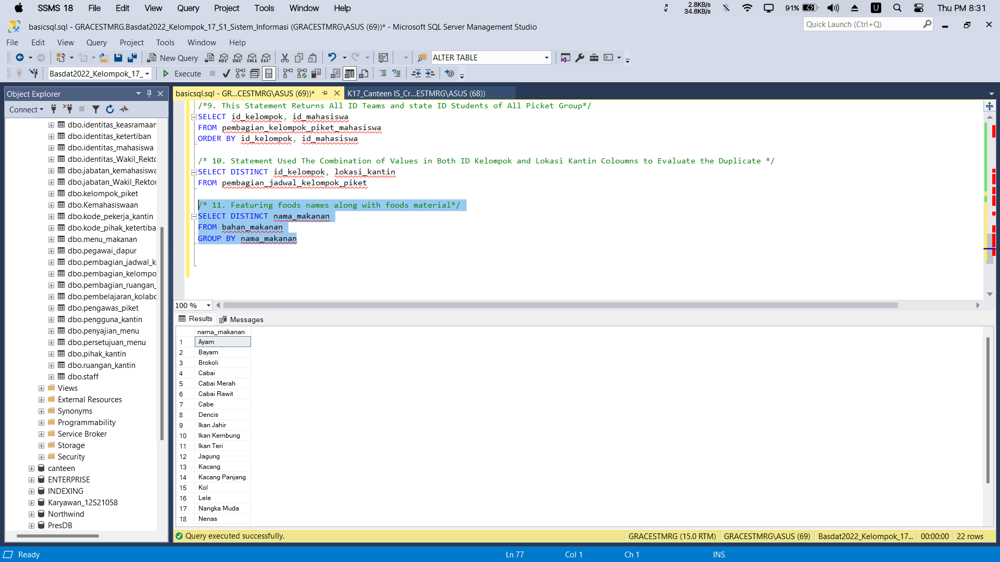 SSMS 18 File Edit View Query Project Tools Window Help 2.8KB/s 34.8KB/s 91% U Thu PM 8:31
basicsql.sql - GRACESTMRG.Basdat2022_Kelompok_17_S1_Sistem_Informasi (GRACESTMRG\ASUS (69))* - Microsoft SQL Server Management Studio
Quick Launch (Ctrl+Q)
File Edit View Query Project Tools Window Help
New Query MDX DMX XMLA DAX ALTER TABLE
Basdat2022_Kelompok_17_ Execute
Object Explorer
Connect
dbo.identitas_keasramaan
dbo.identitas_ketertiban
dbo.identitas_mahasiswa
dbo.identitas_Wakil_Rekto
dbo.jabatan_kemahasiswa
dbo.jabatan_Wakil_Rektor
dbo.kelompok_piket
dbo.Kemahasiswaan
dbo.kode_pekerja_kantin
dbo.kode_pihak_ketertiba
dbo.menu_makanan
dbo.pegawai_dapur
dbo.pembagian_jadwal_k
dbo.pembagian_kelompo
dbo.pembagian_ruangan_
dbo.pembelajaran_kolabo
dbo.pengawas_piket
dbo.pengguna_kantin
dbo.penyajian_menu
dbo.persetujuan_menu
dbo.pihak_kantin
dbo.ruangan_kantin
dbo.staff
Views
External Resources
Synonyms
Programmability
Service Broker
Storage
Security
canteen
ENTERPRISE
INDEXING
Karyawan_12S21058
Northwind
PresDB
basicsql.sql - GR...CESTMRG\ASUS (69))* K17_Canteen IS_Cr...ESTMRG\ASUS (68))
/*9. This Statement Returns All ID Teams and state ID Students of All Picket Group*/
SELECT id_kelompok, id_mahasiswa
FROM pembagian_kelompok_piket_mahasiswa
ORDER BY id_kelompok, id_mahasiswa
/* 10. Statement Used The Combination of Values in Both ID Kelompok and Lokasi Kantin Coloumns to Evaluate the Duplicate */
SELECT DISTINCT id_kelompok, lokasi_kantin
FROM pembagian_jadwal_kelompok_piket
/* 11. Featuring foods names along with foods material*/
SELECT DISTINCT nama_makanan
FROM bahan_makanan
GROUP BY nama_makanan
100 %
Results Messages
nama_makanan
1 Ayam
2 Bayam
3 Brokoli
4 Cabai
5 Cabai Merah
6 Cabai Rawit
7 Cabe
8 Dencis
9 Ikan Jahir
10 Ikan Kembung
11 Ikan Teri
12 Jagung
13 Kacang
14 Kacang Panjang
15 Kol
16 Lele
17 Nangka Muda
18 Nenas
Query executed successfully. GRACESTMRG (15.0 RTM) GRACESTMRG\ASUS (69) Basdat2022_Kelompok_17... 00:00:00 22 rows
Ready Ln 77 Col 1 Ch 1 INS